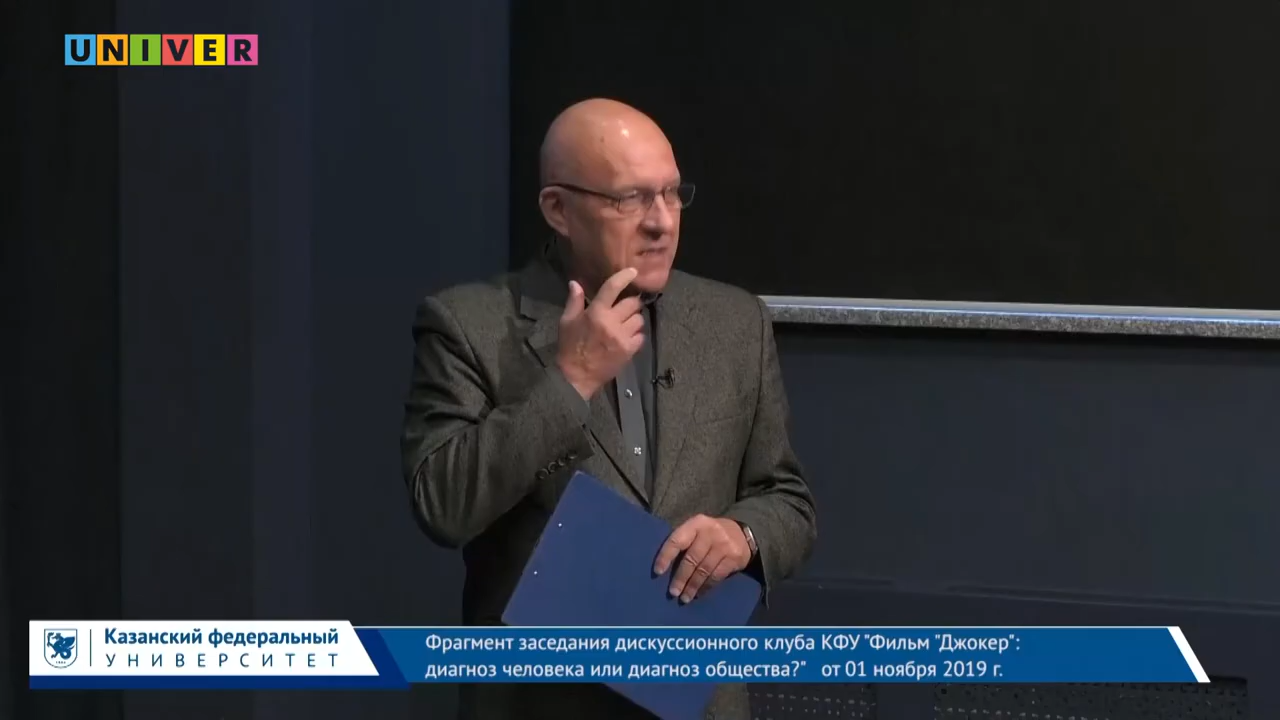 UNIVER
Казанский федеральный
УНИВЕРСИТЕТ
Фрагмент заседания дискуссионного клуба КФУ "Фильм "Джокер":
диагноз человека или диагноз общества?" от 01 ноября 2019 г.